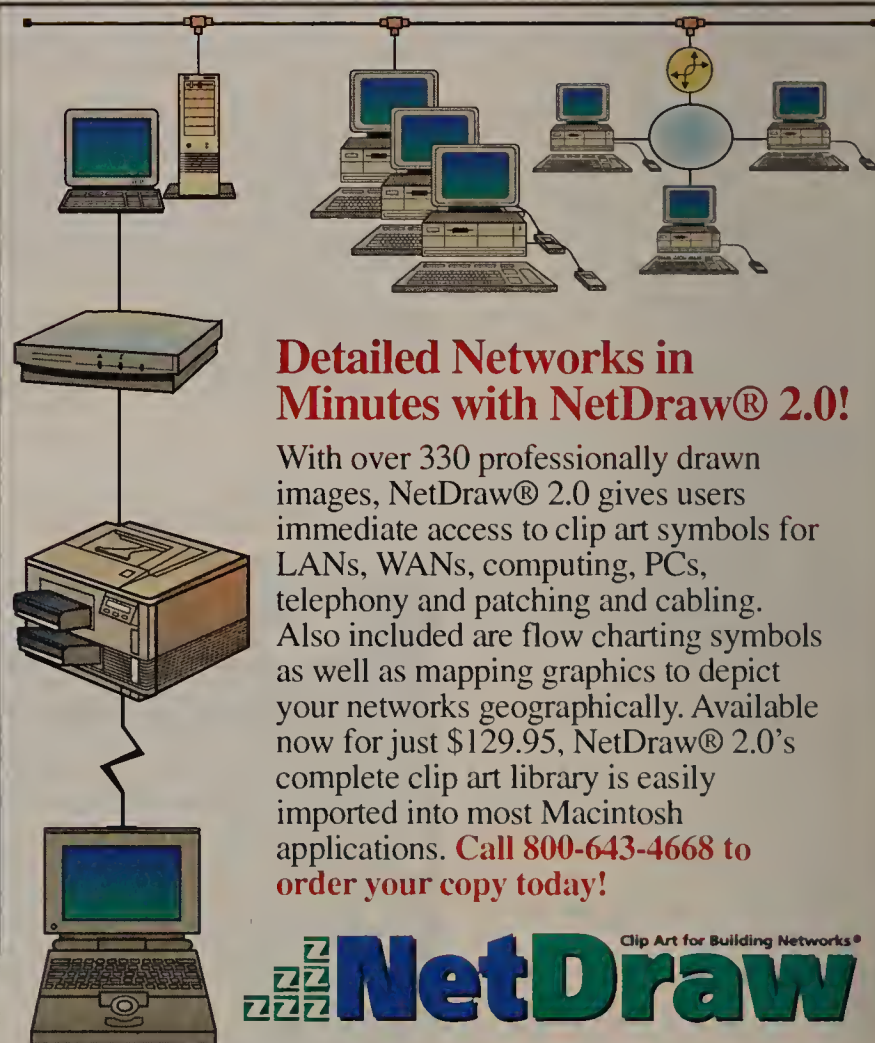 Detailed Networks in
Minutes with NetDraw® 2.0!
With over 330 professionally drawn
images, NetDraw® 2.0 gives users
immediate access to clip art symbols for
LANs, WANs, computing, PCs,
telephony and patching and cabling.
Also included are flow charting symbols
as well as mapping graphics to depict
your networks geographically. Available
now for just $129.95, NetDraw® 2.0's
complete clip art library is easily
imported into most Macintosh
applications. Call 800-643-4668 to
order your copy today!
Clip Art for Building Networks®
Z
Z Z
Z Z Z
NetDraw